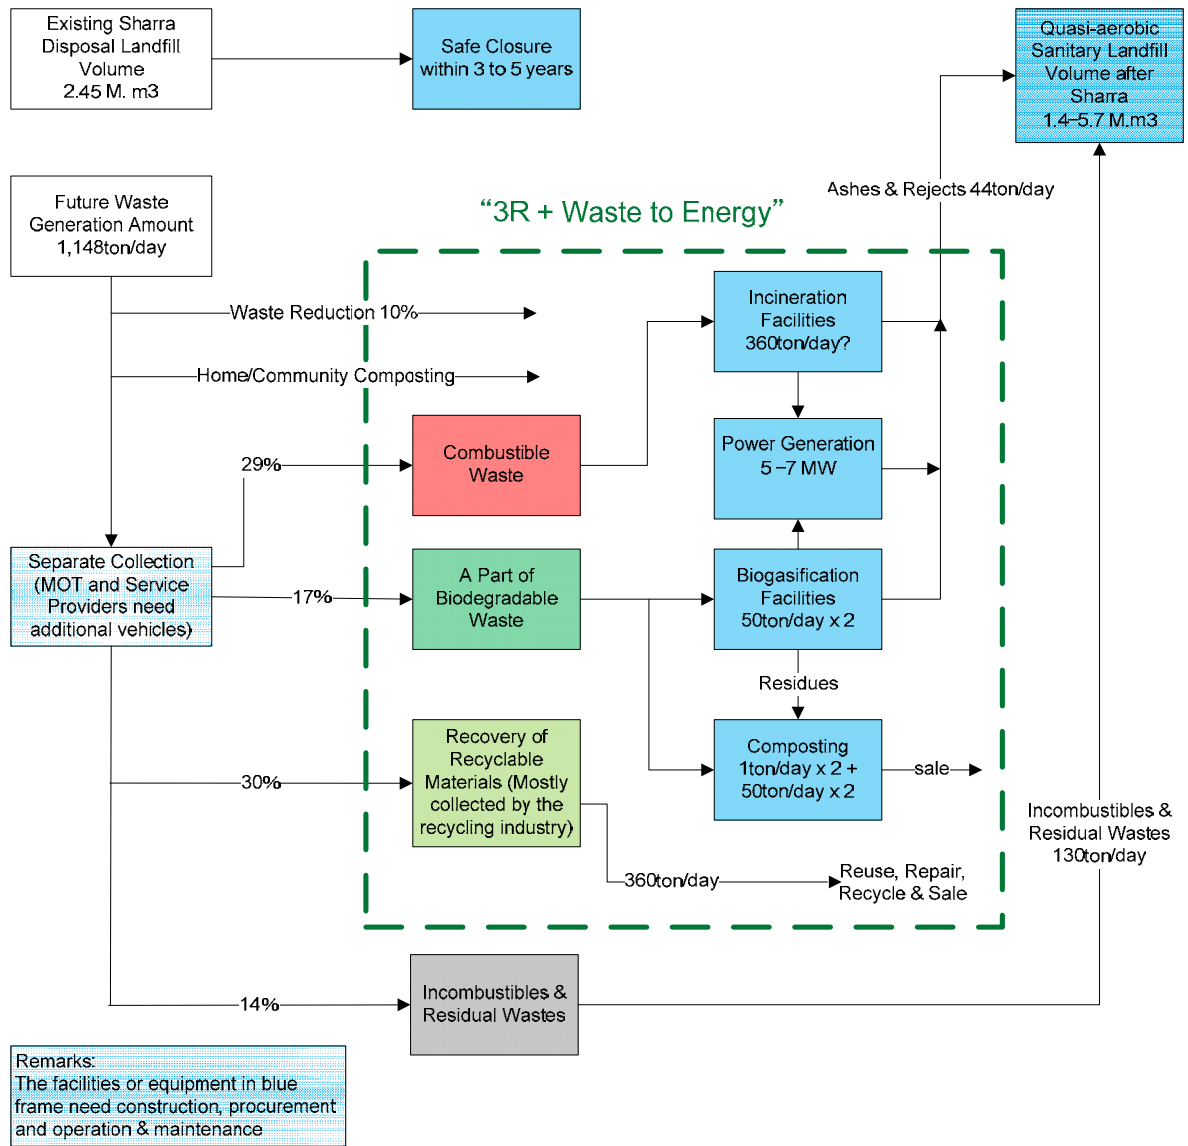 Existing Sharra
Disposal Landfill
Volume
2.45 M. m3
Safe Closure
within 3 to 5 years
Quasi-aerobic
Sanitary Landfill
Volume after
Sharra
1.4–5.7 M.m3
Future Waste
Generation Amount
1,148ton/day
“3R + Waste to Energy”
Ashes & Rejects 44ton/day
Waste Reduction 10%
Home/Community Composting
Incineration
Facilities
360ton/day?
29%
Combustible
Waste
Power Generation
5 –7 MW
Separate Collection
(MOT and Service
Providers need
additional vehicles)
17%
A Part of
Biodegradable
Waste
Biogasification
Facilities
50ton/day x 2
Residues
30%
Recovery of
Recyclable
Materials (Mostly
collected by the
recycling industry)
Composting
1ton/day x 2 +
50ton/day x 2
sale
360ton/day
Reuse, Repair,
Recycle & Sale
Incombustibles &
Residual Wastes
130ton/day
14%
Incombustibles &
Residual Wastes
Remarks:
The facilities or equipment in blue
frame need construction, procurement
and operation & maintenance